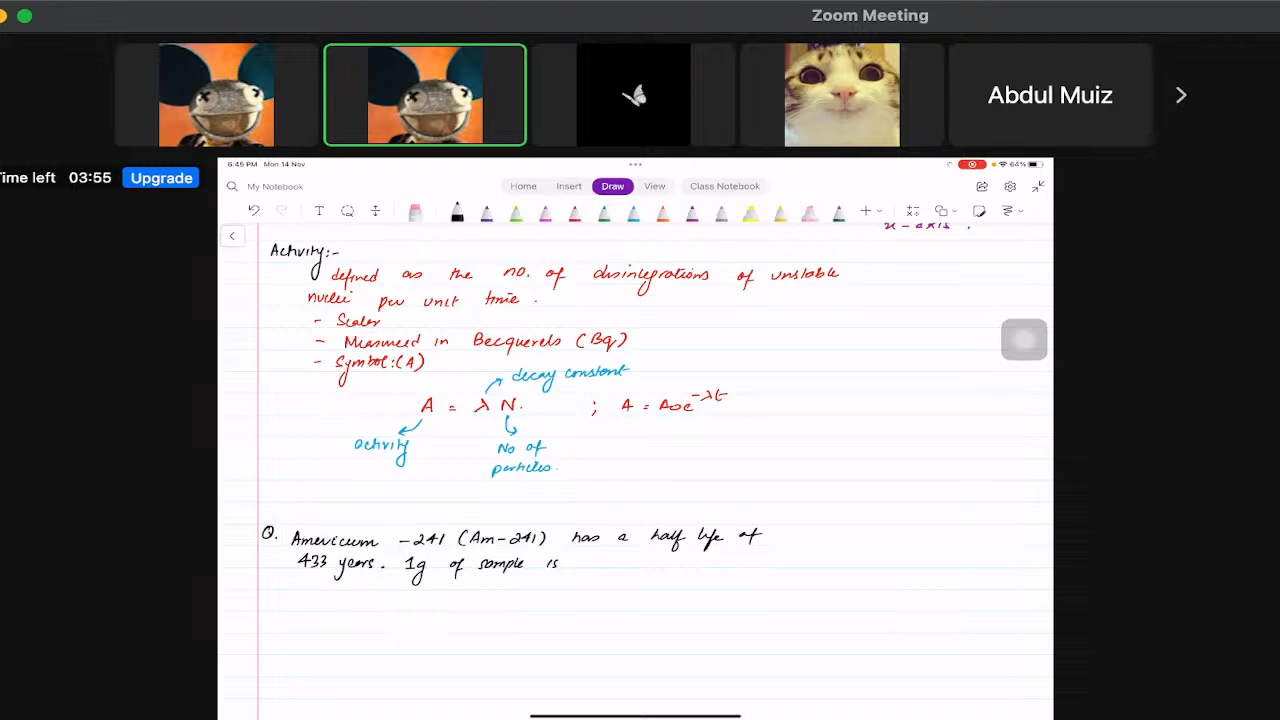 Zoom Meeting
Abdul Muiz
Time left 03:55 Upgrade
6:45 PM Mon 14 Nov
64%
My Notebook
Home Insert Draw View Class Notebook
x-axis.
Activity:-
defined as the no. of disintegrations of unstable
nuclei per unit time.
- Scalar
- Measured in Becquerels (Bq)
- Symbol:(A)
decay constant
A = λ N. ; A = A₀e^-λt
activity
No of
particles.
Q. Americium -241 (Am-241) has a half life of
433 years. 1g of sample is